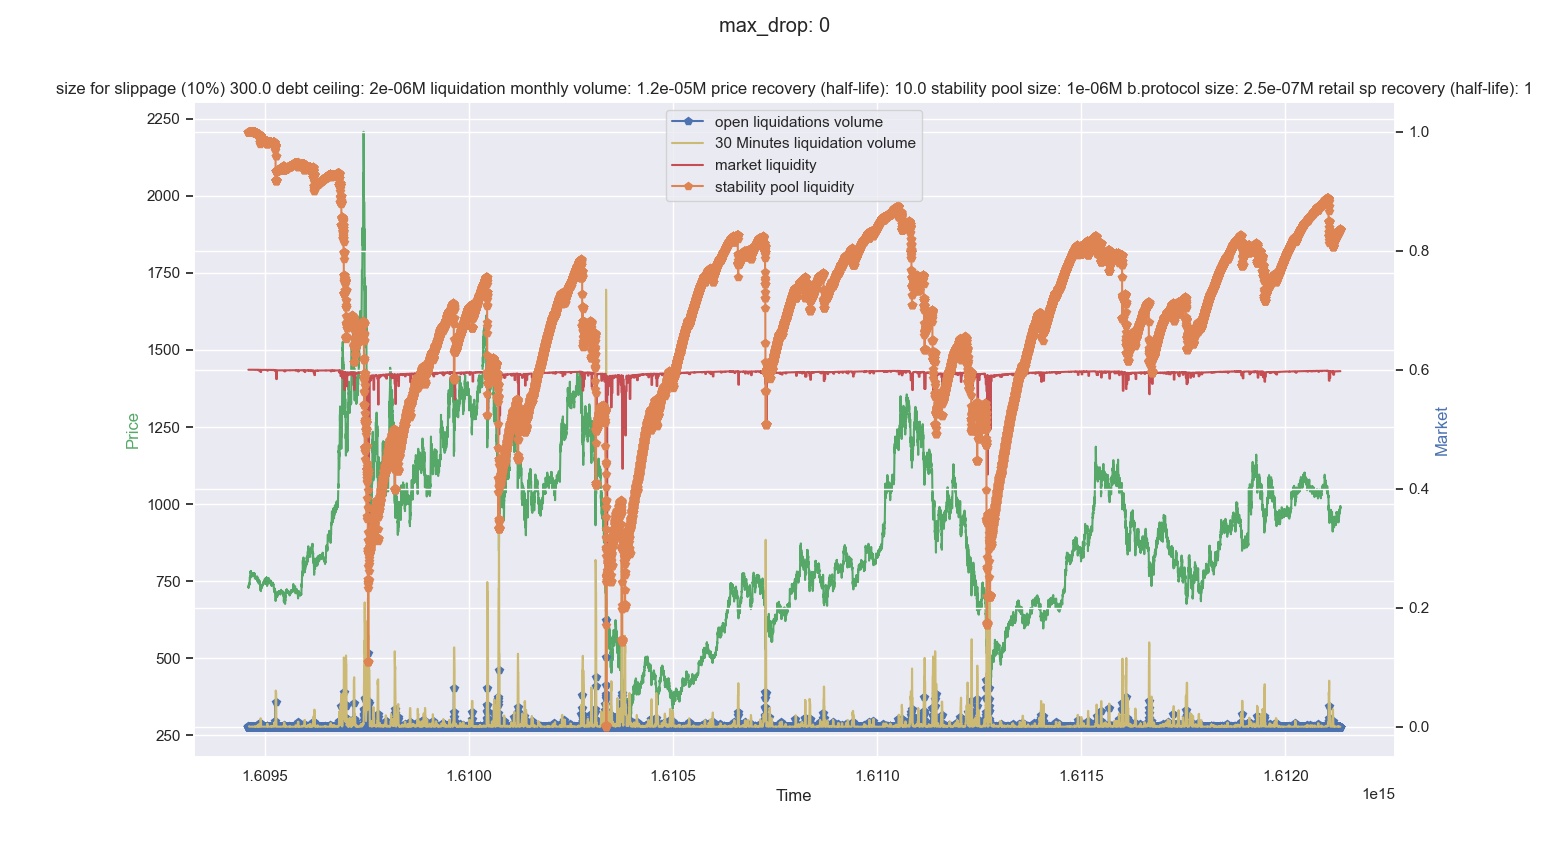 max_drop: 0
size for slippage (10%) 300.0 debt ceiling: 2e-06M liquidation monthly volume: 1.2e-05M price recovery (half-life): 10.0 stability pool size: 1e-06M b.protocol size: 2.5e-07M retail sp recovery (half-life): 1
open liquidations volume
30 Minutes liquidation volume
market liquidity
stability pool liquidity
2250
2000
1750
1500
1250
1000
750
500
250
Price
1.0
0.8
0.6
0.4
0.2
0.0
Market
1.6095 1.6100 1.6105 1.6110 1.6115 1.6120
Time
1e15